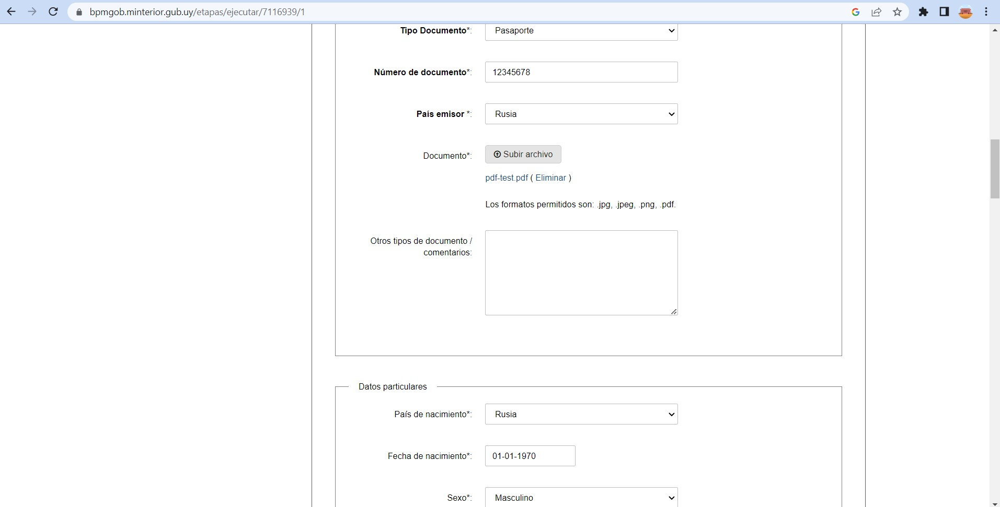 bpmgob.minterior.gub.uy/etapas/ejecutar/7116939/1
Tipo Documento*: Pasaporte
Número de documento*: 12345678
País emisor *: Rusia
Documento*: Subir archivo
pdf-test.pdf ( Eliminar )
Los formatos permitidos son: .jpg, .jpeg, .png, .pdf.
Otros tipos de documento /
comentarios:
Datos particulares
País de nacimiento*: Rusia
Fecha de nacimiento*: 01-01-1970
Sexo*: Masculino